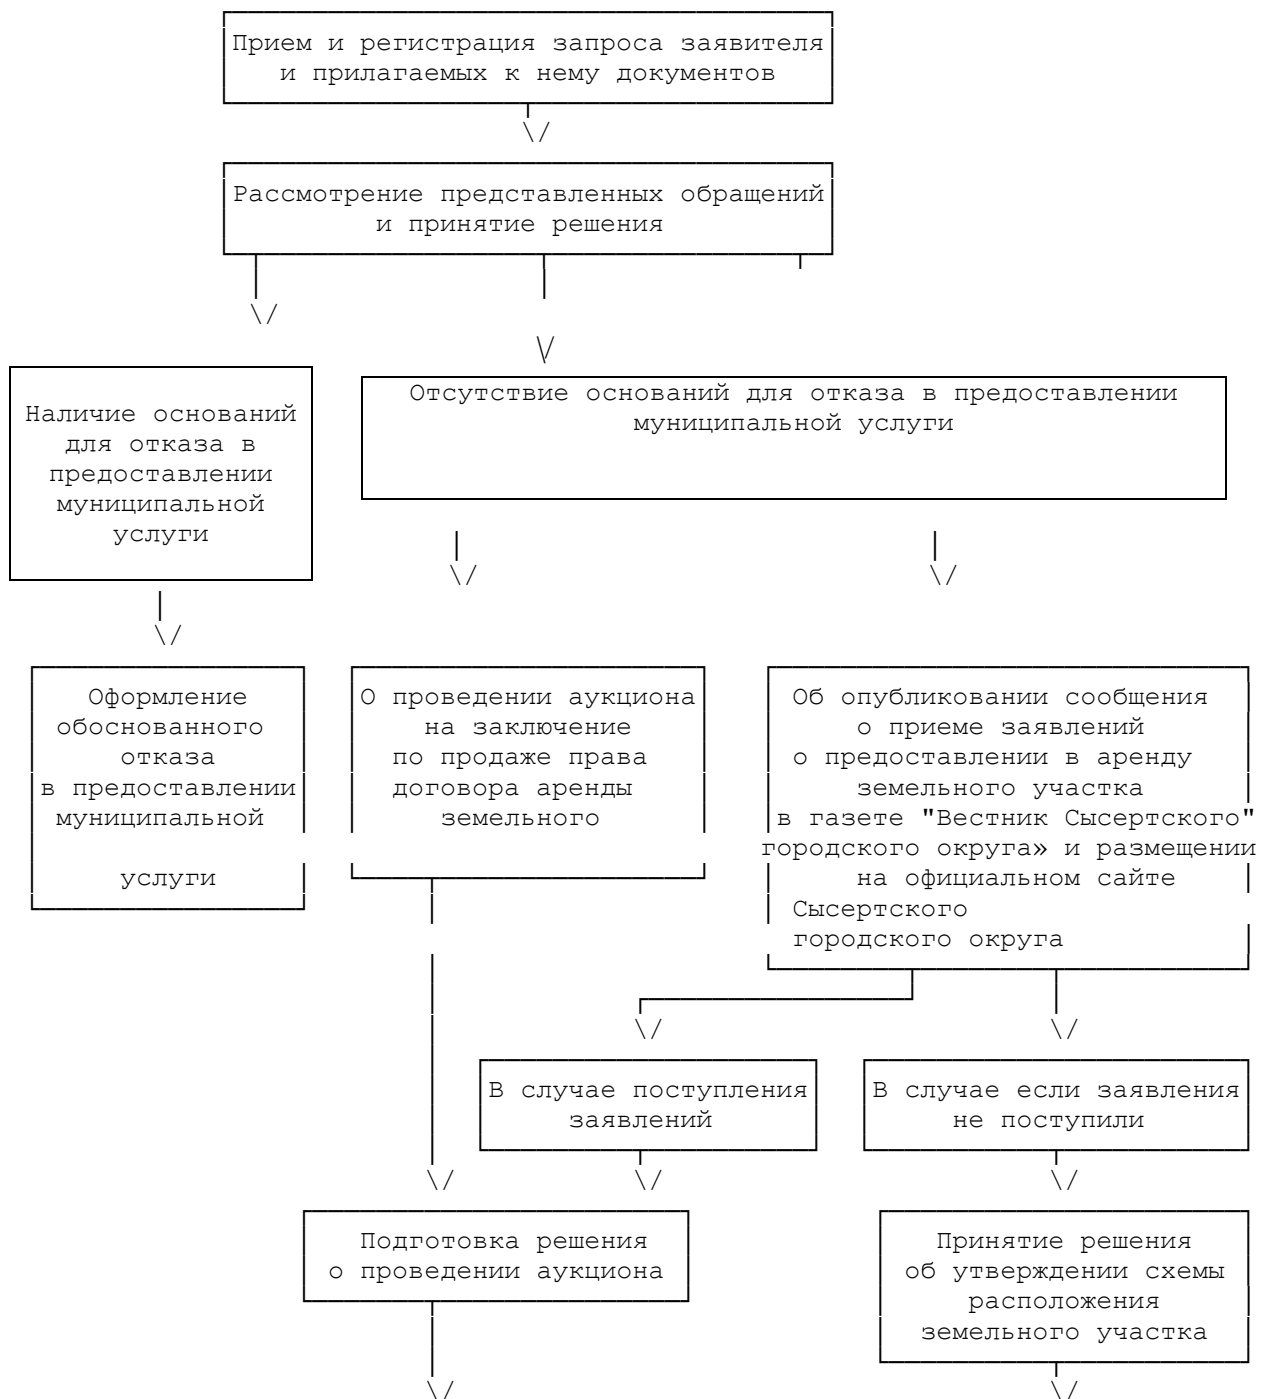 Прием и регистрация запроса заявителя
и прилагаемых к нему документов
Рассмотрение представленных обращений
и принятие решения
Наличие оснований
для отказа в
предоставлении
муниципальной
услуги
Отсутствие оснований для отказа в предоставлении
муниципальной услуги
Оформление
обоснованного
отказа
в предоставлении
муниципальной
услуги
О проведении аукциона
на заключение
по продаже права
договора аренды
земельного
Об опубликовании сообщения
о приеме заявлений
о предоставлении в аренду
земельного участка
в газете "Вестник Сысертского"
городского округа» и размещении
на официальном сайте
Сысертского
городского округа
В случае поступления
заявлений
В случае если заявления
не поступили
Подготовка решения
о проведении аукциона
Принятие решения
об утверждении схемы
расположения
земельного участка